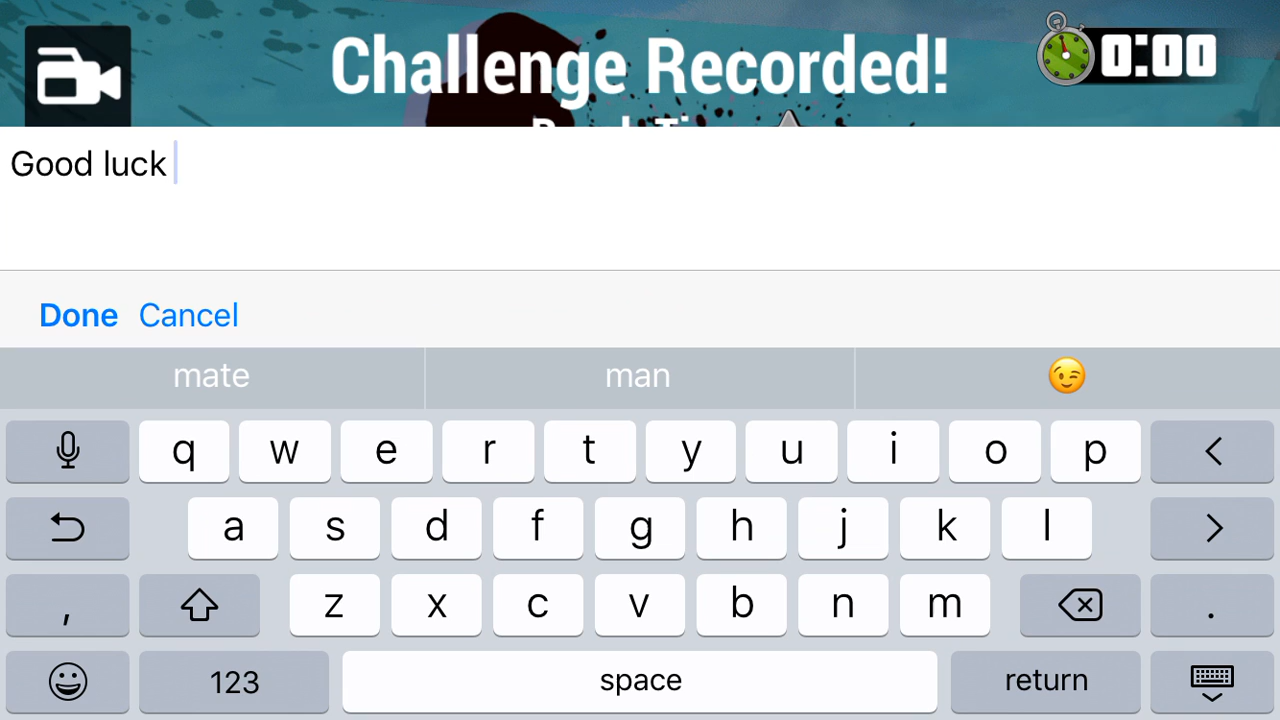 Challenge Recorded!
0:00
Good luck
Done Cancel
mate man 😉
q w e r t y u i o p <
a s d f g h j k l >
, z x c v b n m .
123 space return